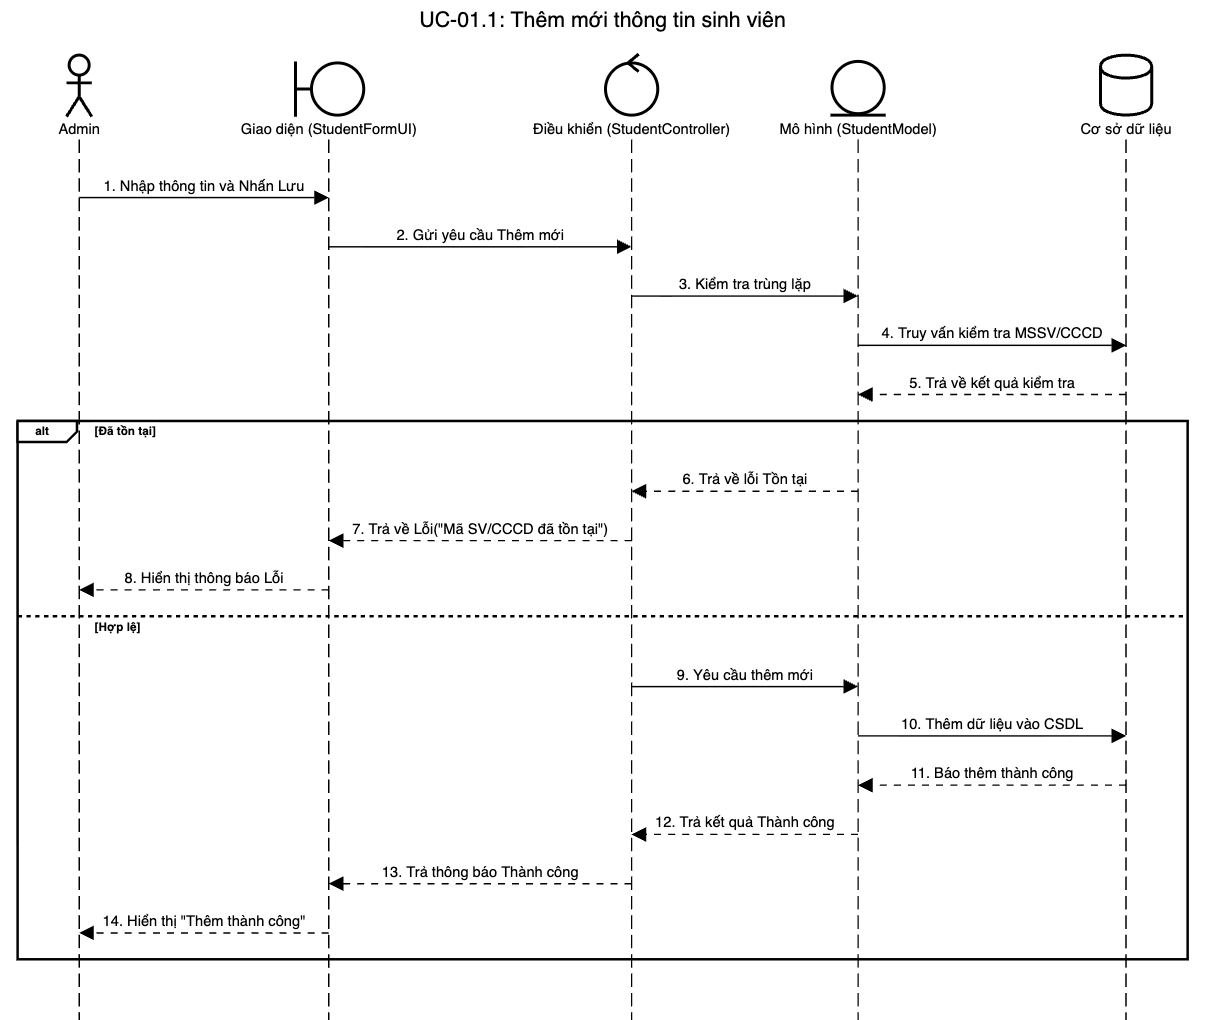 UC-01.1: Thêm mới thông tin sinh viên
Admin
Giao diện (StudentFormUI)
Điều khiển (StudentController)
Mô hình (StudentModel)
Cơ sở dữ liệu
1. Nhập thông tin và Nhấn Lưu
2. Gửi yêu cầu Thêm mới
3. Kiểm tra trùng lặp
4. Truy vấn kiểm tra MSSV/CCCD
5. Trả về kết quả kiểm tra
alt
[Đã tồn tại]
6. Trả về lỗi Tồn tại
7. Trả về Lỗi("Mã SV/CCCD đã tồn tại")
8. Hiển thị thông báo Lỗi
[Hợp lệ]
9. Yêu cầu thêm mới
10. Thêm dữ liệu vào CSDL
11. Báo thêm thành công
12. Trả kết quả Thành công
13. Trả thông báo Thành công
14. Hiển thị "Thêm thành công"